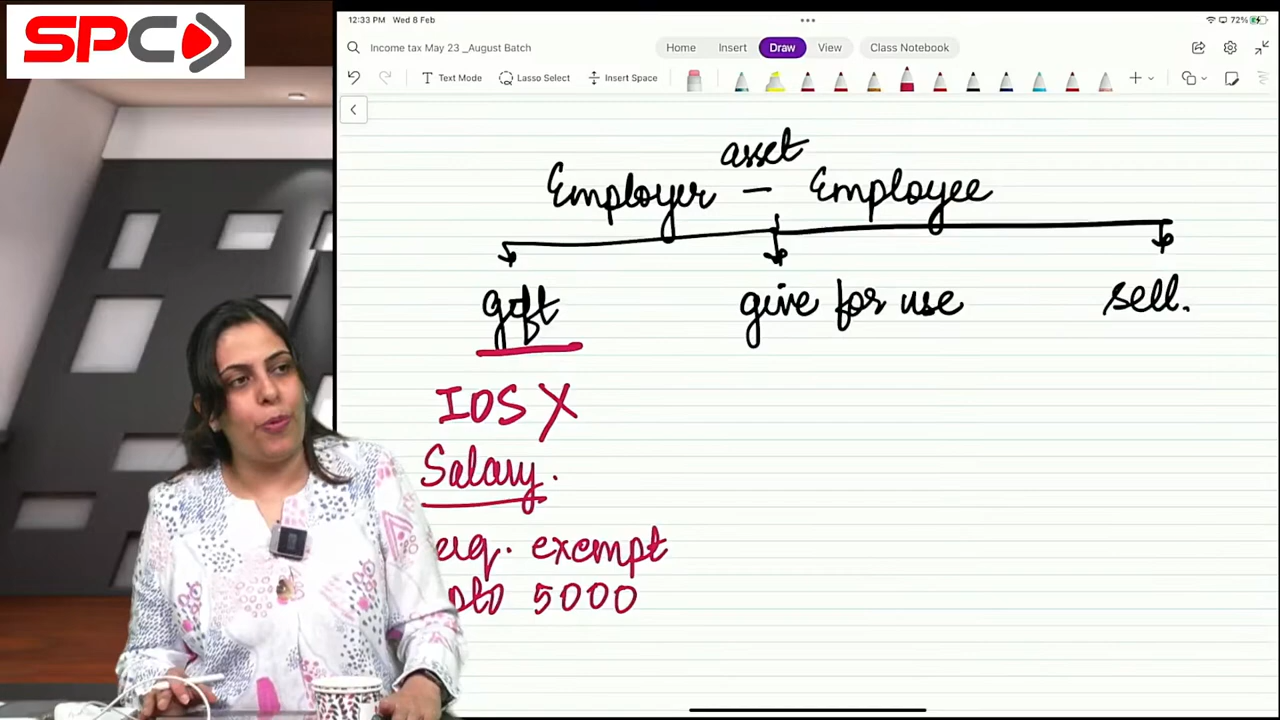 SPC
12:33 PM Wed 8 Feb
72%
Income tax May 23 _August Batch
Home Insert Draw View Class Notebook
Text Mode Lasso Select Insert Space
asset
Employer — Employee
gift give for use sell.
IOS X
Salary.
exempt
5000